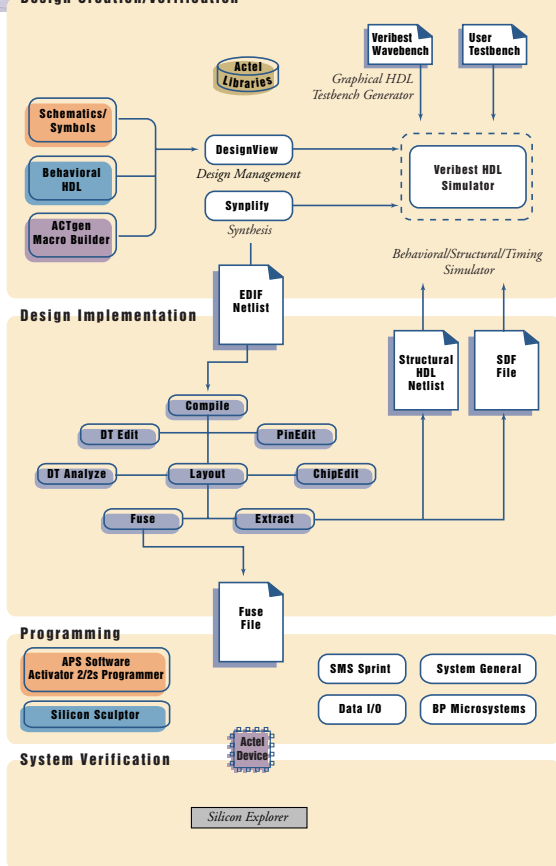 Design Creation/Verification
Veribest
Wavebench
User
Testbench
Actel
Libraries
Graphical HDL
Testbench Generator
Schematics/
Symbols
Behavioral
HDL
ACTgen
Macro Builder
DesignView
Design Management
Synplify
Synthesis
Veribest HDL
Simulator
Behavioral/Structural/Timing
Simulator
EDIF
Netlist
Design Implementation
Structural
HDL
Netlist
SDF
File
Compile
DT Edit
PinEdit
DT Analyze
Layout
ChipEdit
Fuse
Extract
Fuse
File
Programming
APS Software
Activator 2/2s Programmer
Silicon Sculptor
SMS Sprint
System General
Data I/O
BP Microsystems
Actel
Device
System Verification
Silicon Explorer